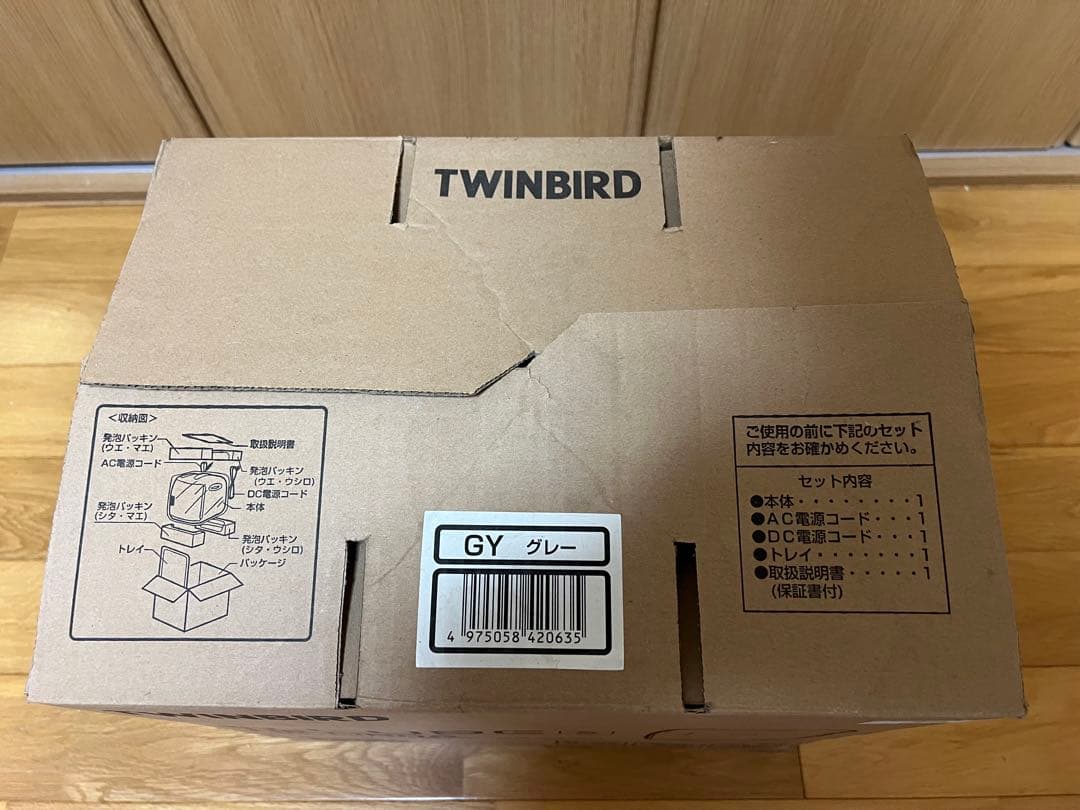 TWINBIRD
<収納図>
発泡パッキン
(ウエ・マエ)
取扱説明書
AC電源コード
発泡パッキン
(ウエ・ウシロ)
DC電源コード
本体
発泡パッキン
(シタ・マエ)
発泡パッキン
(シタ・ウシロ)
トレイ
パッケージ
GY グレー
4 975058 420635
ご使用の前に下記のセット
内容をお確かめください。
セット内容
●本体・・・・・・・・1
●AC電源コード・・・1
●DC電源コード・・・1
●トレイ・・・・・・・1
●取扱説明書・・・・・1
(保証書付)
TWINBIRD